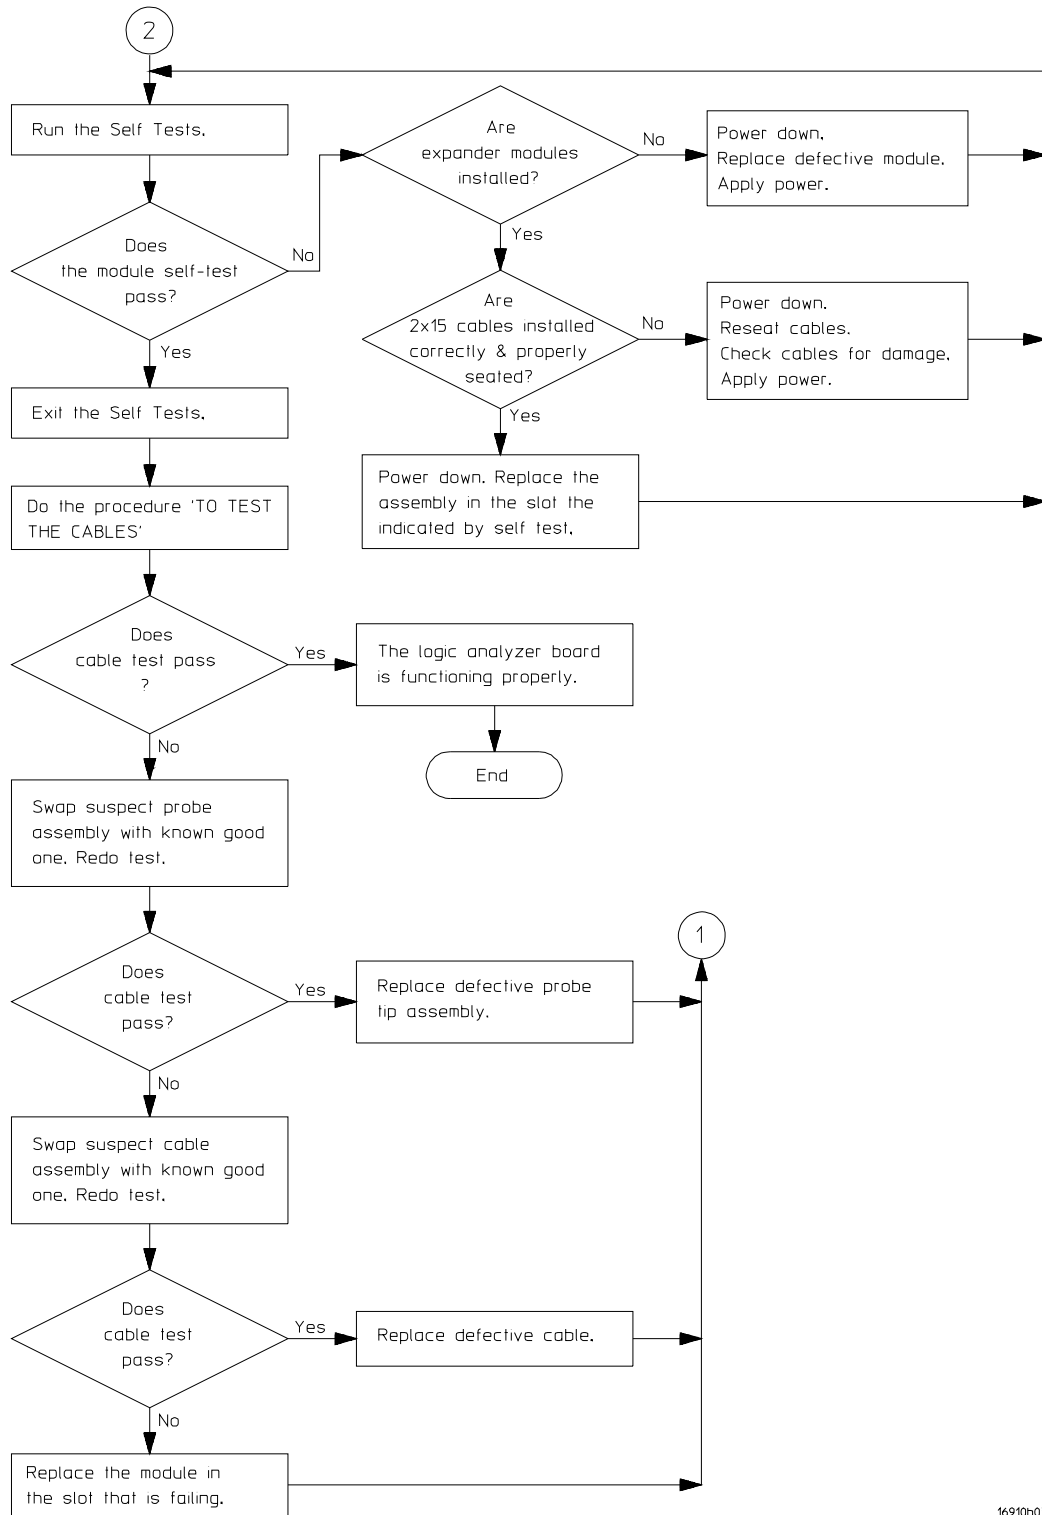 2
Run the Self Tests.
Does
the module self-test
pass?
No
Yes
Are
expander modules
installed?
No
Power down.
Replace defective module.
Apply power.
Yes
Are
2x15 cables installed
correctly & properly
seated?
No
Power down.
Reseat cables.
Check cables for damage.
Apply power.
Yes
Power down. Replace the
assembly in the slot the
indicated by self test.
Exit the Self Tests.
Do the procedure 'TO TEST
THE CABLES'
Does
cable test pass
?
Yes
The logic analyzer board
is functioning properly.
End
No
Swap suspect probe
assembly with known good
one. Redo test.
Does
cable test
pass?
Yes
Replace defective probe
tip assembly.
1
No
Swap suspect cable
assembly with known good
one. Redo test.
Does
cable test
pass?
Yes
Replace defective cable.
No
Replace the module in
the slot that is failing.
16910b0